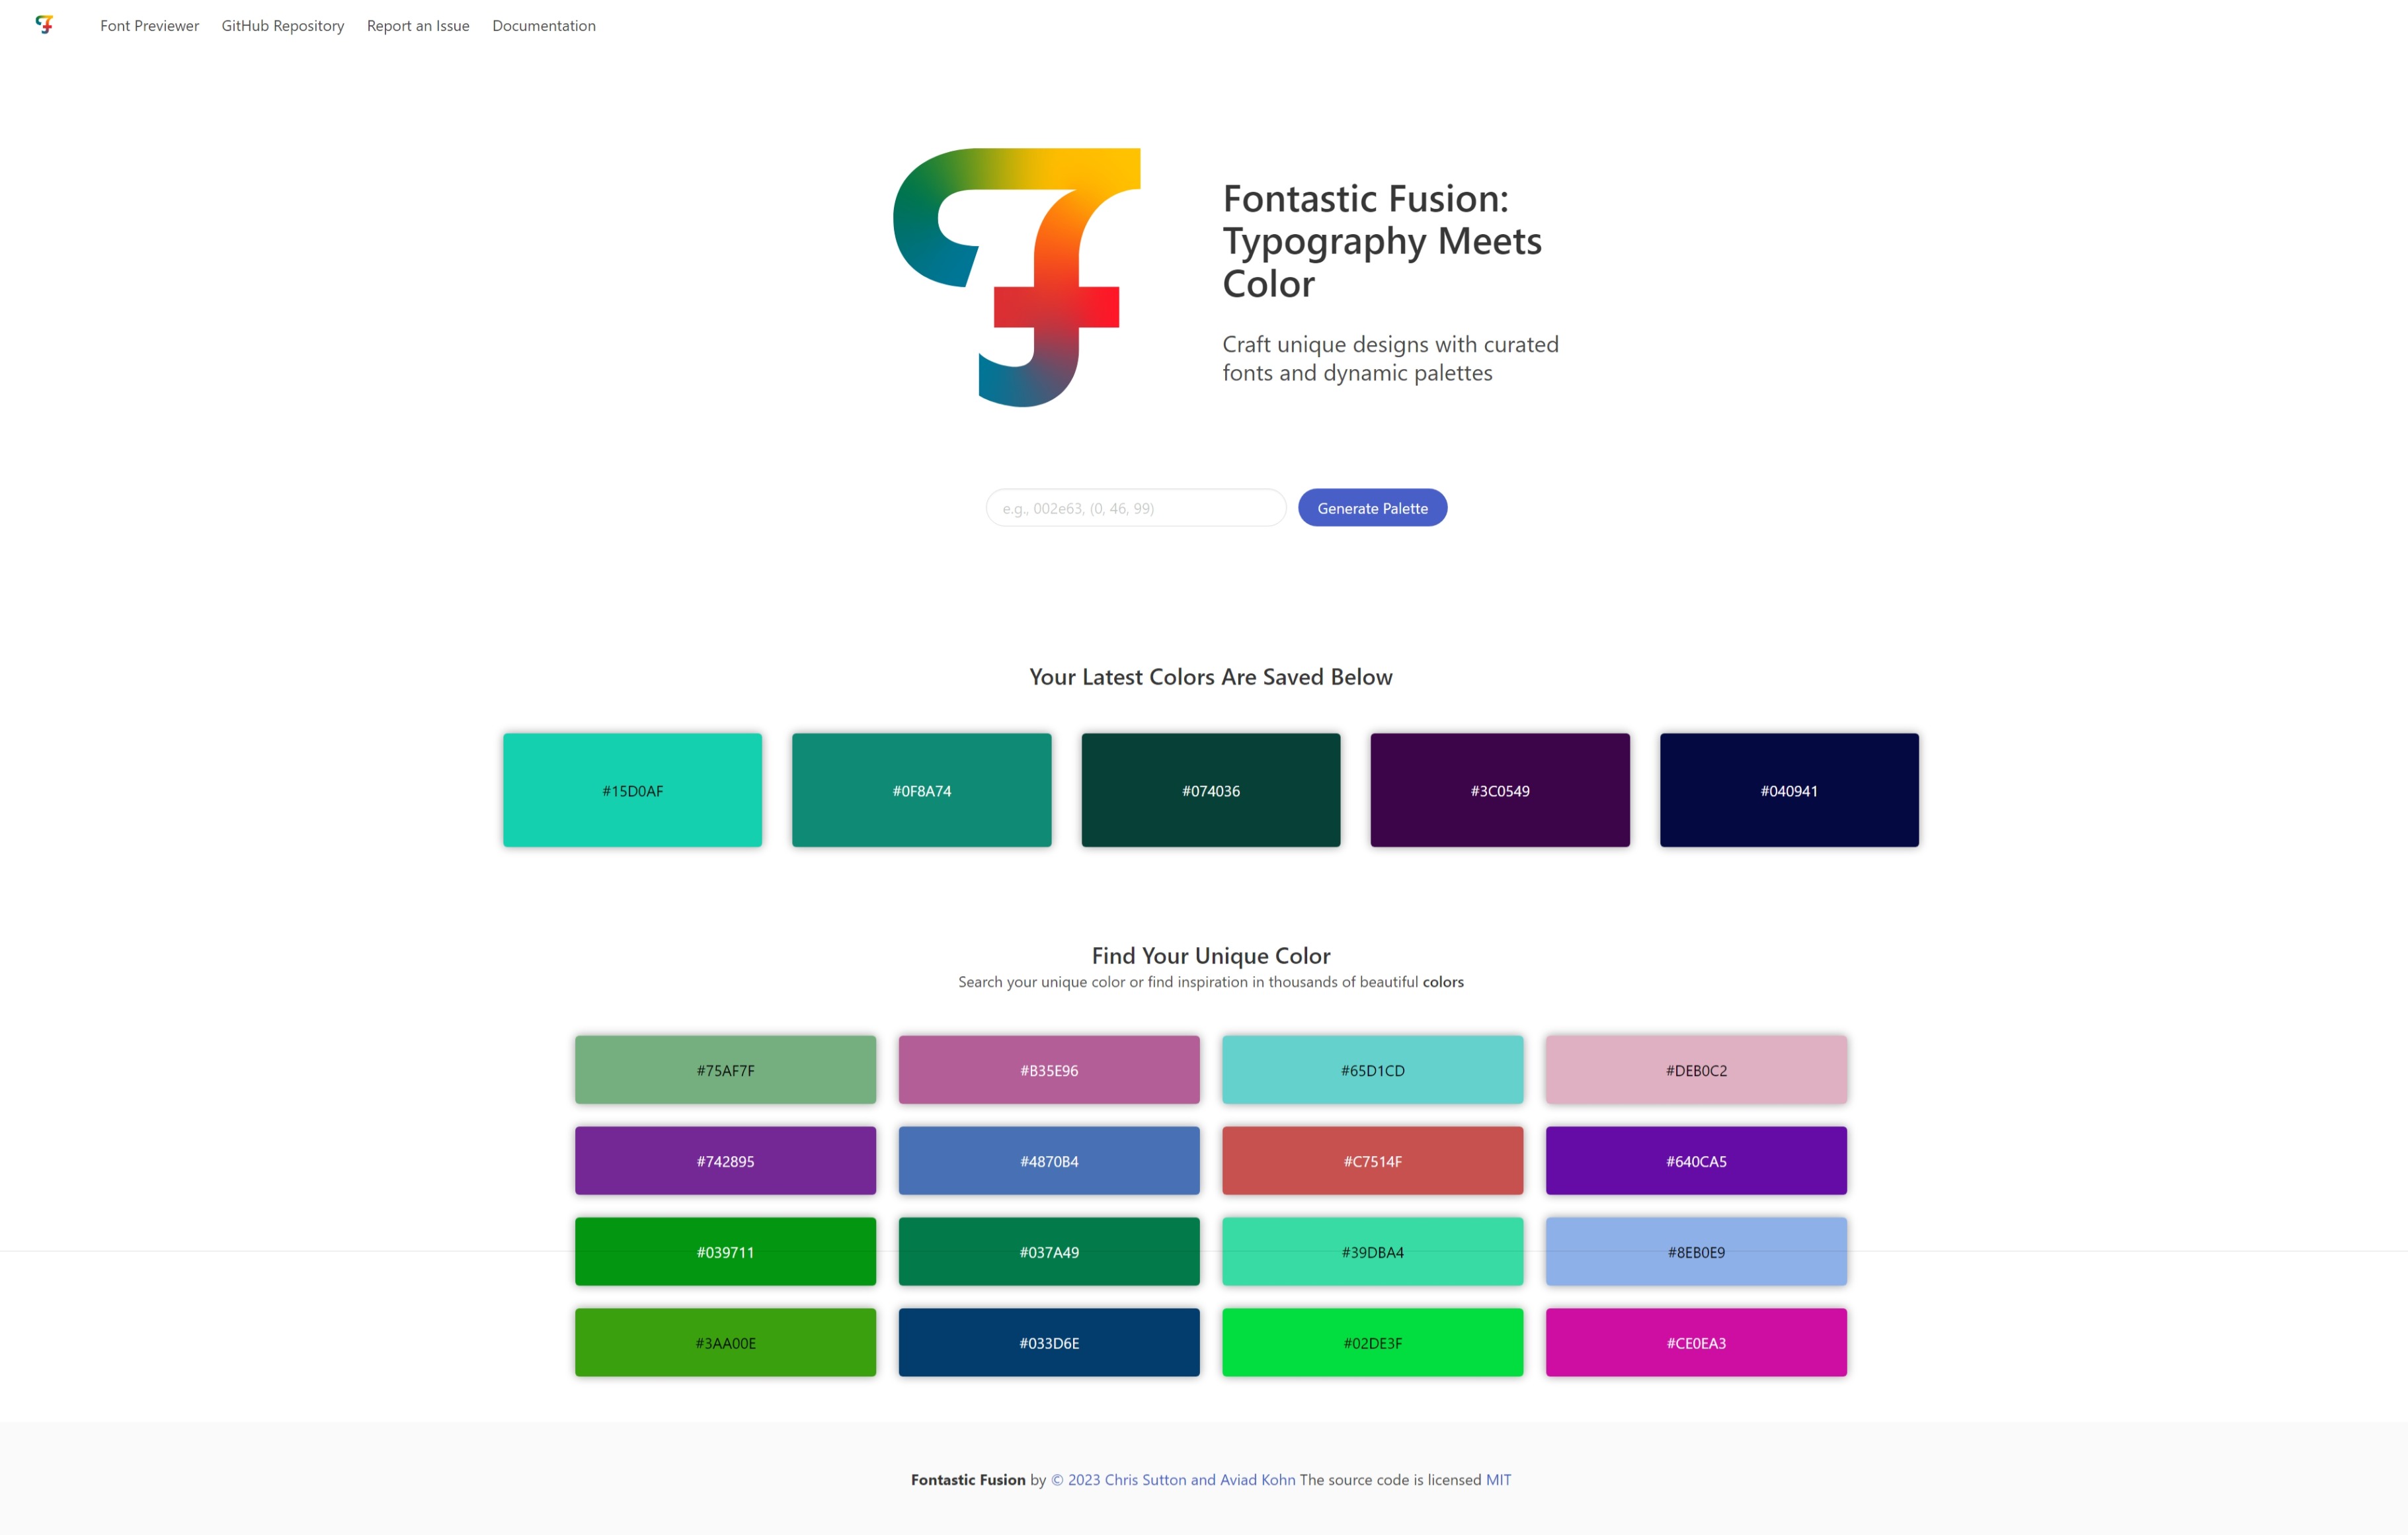 Font Previewer GitHub Repository Report an Issue Documentation
Fontastic Fusion:
Typography Meets
Color
Craft unique designs with curated
fonts and dynamic palettes
e.g., 002e63, (0, 46, 99) Generate Palette
Your Latest Colors Are Saved Below
#15D0AF #0F8A74 #074036 #3C0549 #040941
Find Your Unique Color
Search your unique color or find inspiration in thousands of beautiful colors
#75AF7F #B35E96 #65D1CD #DEB0C2
#742895 #4870B4 #C7514F #640CA5
#039711 #037A49 #39DBA4 #8EB0E9
#3AA00E #033D6E #02DE3F #CE0EA3
Fontastic Fusion by © 2023 Chris Sutton and Aviad Kohn The source code is licensed MIT